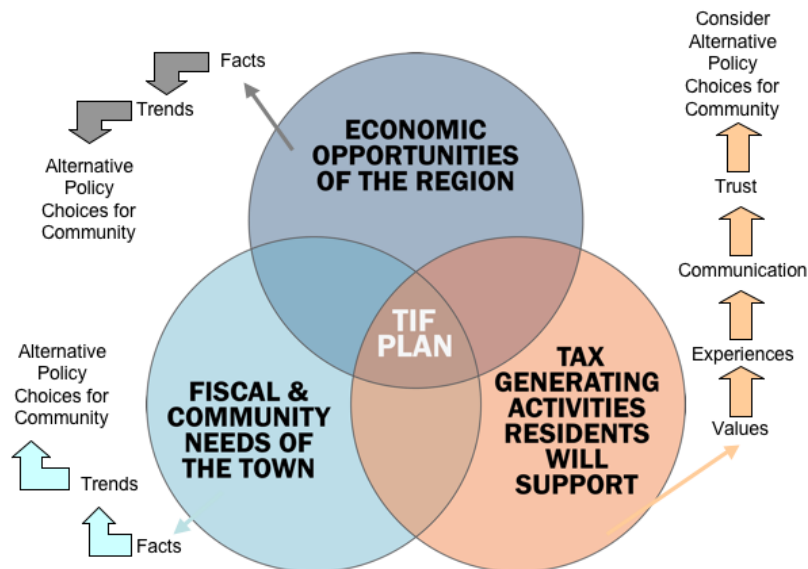 Facts
Trends
Alternative
Policy
Choices for
Community
ECONOMIC
OPPORTUNITIES
OF THE REGION
Consider
Alternative
Policy
Choices for
Community
Trust
Communication
Experiences
Values
TIF
PLAN
Alternative
Policy
Choices for
Community
Trends
Facts
FISCAL &
COMMUNITY
NEEDS OF
THE TOWN
TAX
GENERATING
ACTIVITIES
RESIDENTS
WILL
SUPPORT